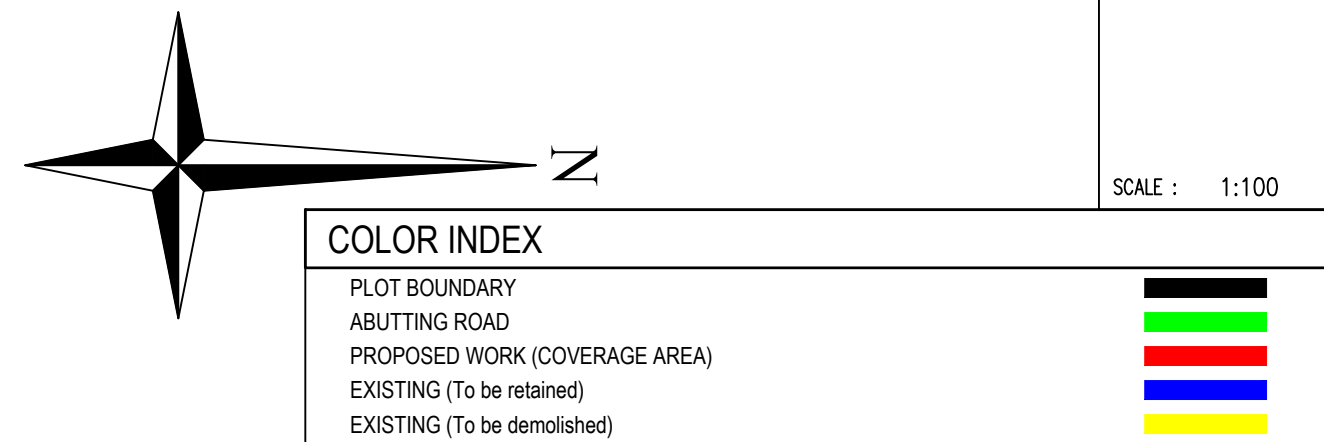 N
SCALE : 1:100
COLOR INDEX
PLOT BOUNDARY
ABUTTING ROAD
PROPOSED WORK (COVERAGE AREA)
EXISTING (To be retained)
EXISTING (To be demolished)